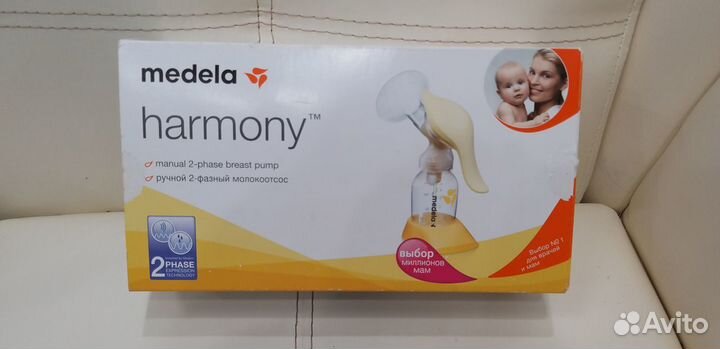 medela
harmony™
manual 2-phase breast pump
ручной 2-фазный молокоотсос
2 PHASE
EXPRESSION
TECHNOLOGY
medela
выбор
миллионов
мам
Выбор № 1
для врачей
и мам
Avito